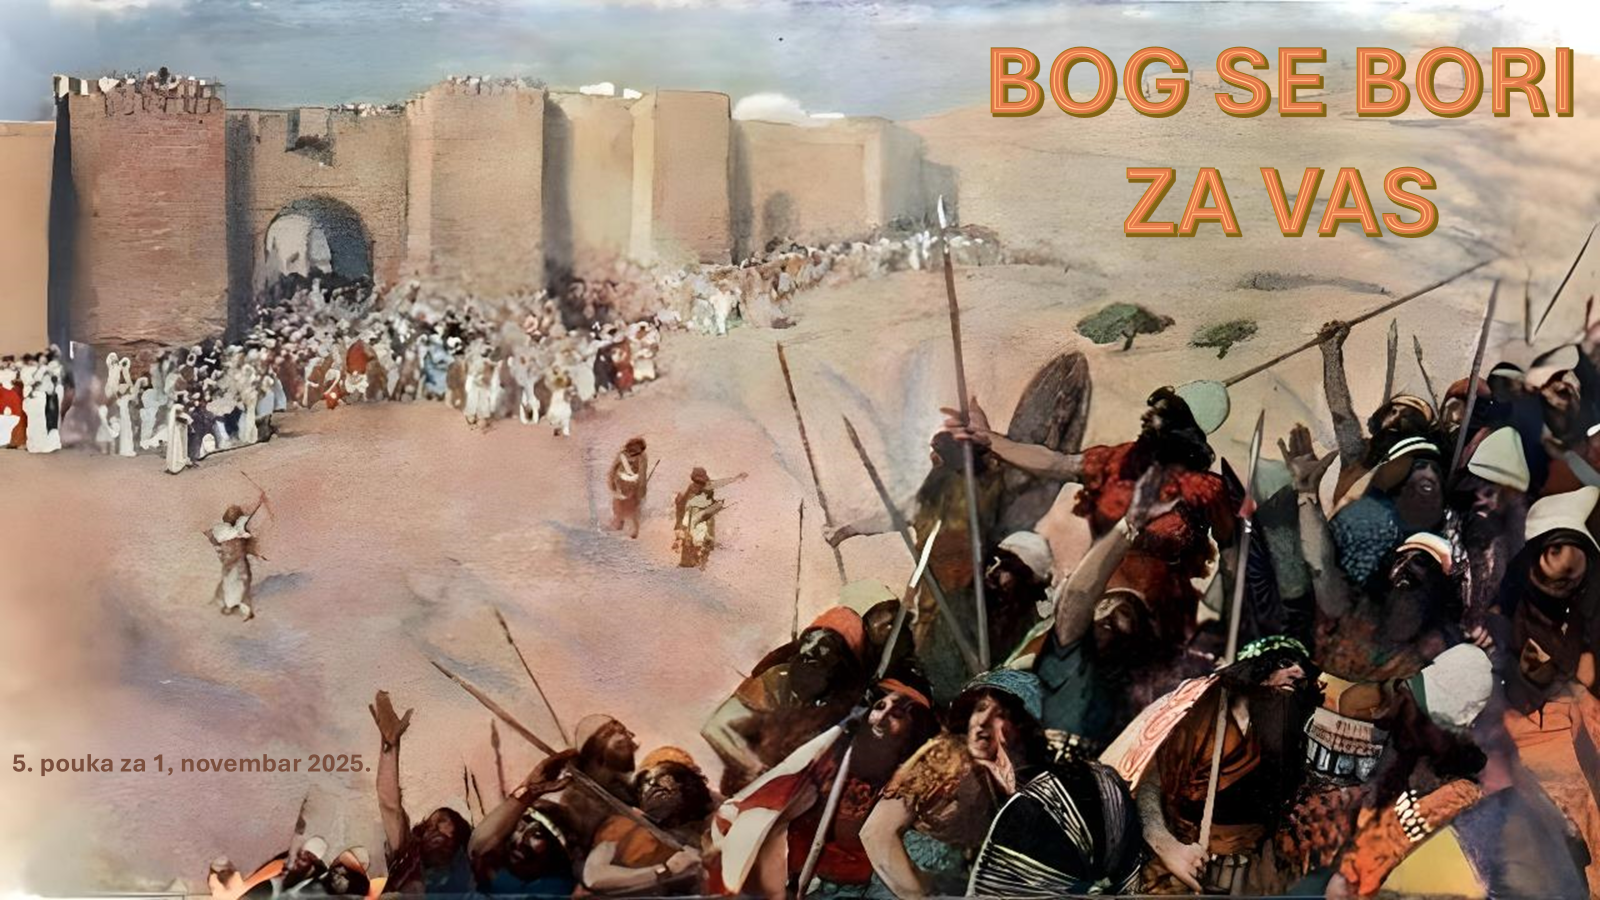 BOG SE BORI
ZA VAS
5. pouka za 1, novembar 2025.